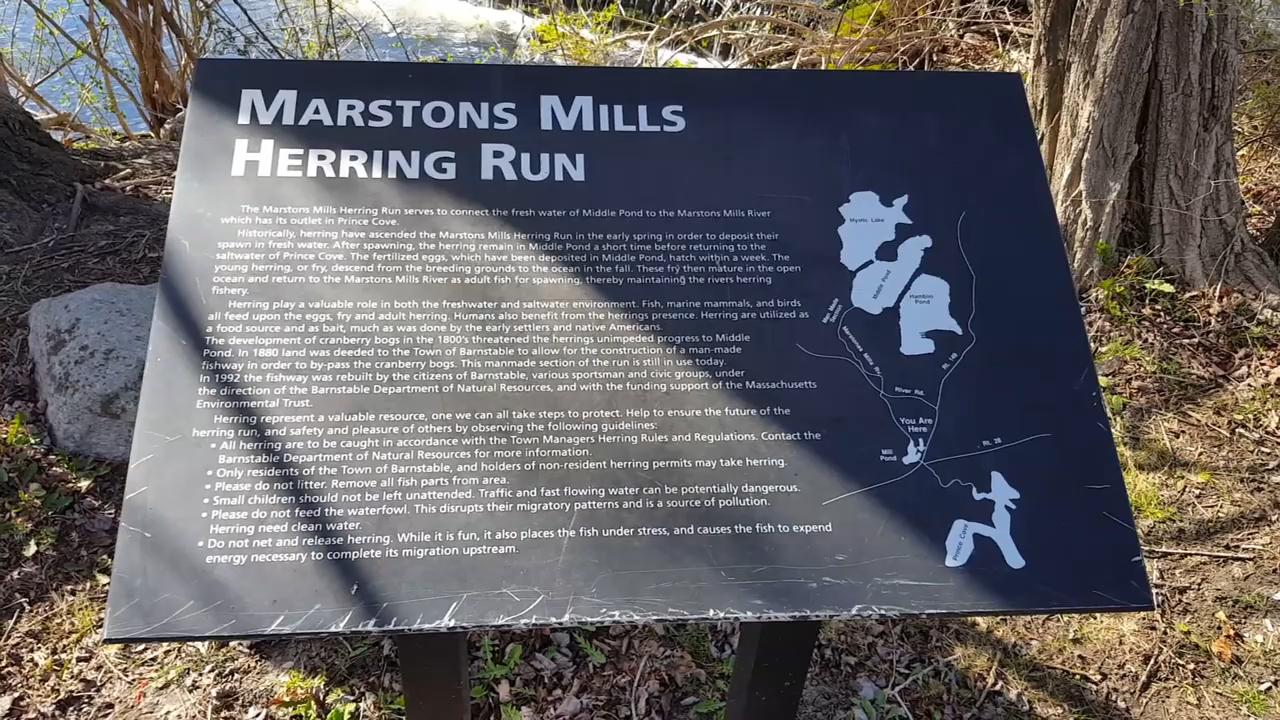 MARSTONS MILLS
HERRING RUN
The Marstons Mills Herring Run serves to connect the fresh water of Middle Pond to the Marstons Mills River
which has its outlet in Prince Cove.
Historically, herring have ascended the Marstons Mills Herring Run in the early spring in order to deposit their
spawn in fresh water. After spawning, the herring remain in Middle Pond a short time before returning to the
saltwater of Prince Cove. The fertilized eggs, which have been deposited in Middle Pond, hatch within a week. The
young herring, or fry, descend from the breeding grounds to the ocean in the fall. These fry then mature in the open
ocean and return to the Marstons Mills River as adult fish for spawning, thereby maintaining the rivers herring
fishery.
Herring play a valuable role in both the freshwater and saltwater environment. Fish, marine mammals, and birds
all feed upon the eggs, fry and adult herring. Humans also benefit from the herrings presence. Herring are utilized as
a food source and as bait, much as was done by the early settlers and native Americans.
The development of cranberry bogs in the 1800's threatened the herrings unimpeded progress to Middle
Pond. In 1880 land was deeded to the Town of Barnstable to allow for the construction of a man-made
fishway in order to by-pass the cranberry bogs. This manmade section of the run is still in use today.
In 1992 the fishway was rebuilt by the citizens of Barnstable, various sportsman and civic groups, under
the direction of the Barnstable Department of Natural Resources, and with the funding support of the Massachusetts
Environmental Trust.
Herring represent a valuable resource, one we can all take steps to protect. Help to ensure the future of the
herring run, and safety and pleasure of others by observing the following guidelines:
• All herring are to be caught in accordance with the Town Managers Herring Rules and Regulations. Contact the
Barnstable Department of Natural Resources for more information.
• Only residents of the Town of Barnstable, and holders of non-resident herring permits may take herring.
• Please do not litter. Remove all fish parts from area.
• Small children should not be left unattended. Traffic and fast flowing water can be potentially dangerous.
• Please do not feed the waterfowl. This disrupts their migratory patterns and is a source of pollution.
Herring need clean water.
• Do not net and release herring. While it is fun, it also places the fish under stress, and causes the fish to expend
energy necessary to complete its migration upstream.
Mystic Lake
Middle Pond
Hamblin
Pond
Man Made
Section
Marstons Mills Rv.
Rt. 149
River Rd.
You Are
Here
Mill
Pond
Rt. 28
Prince Cove